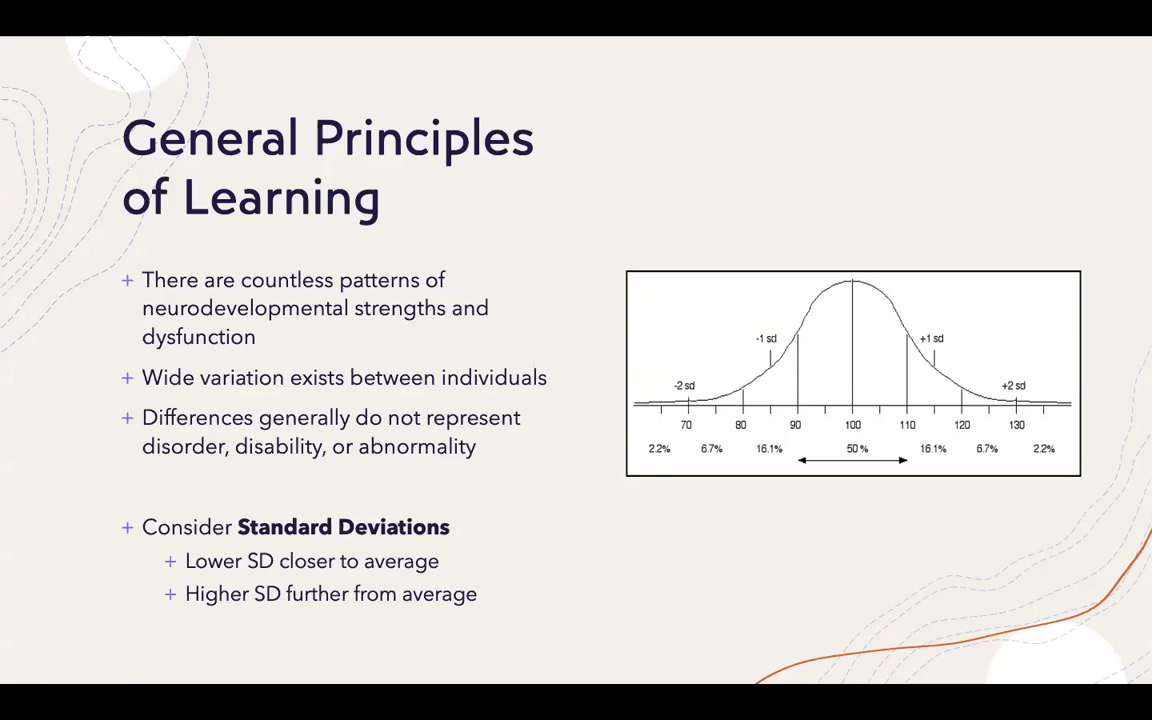 General Principles
of Learning
+ There are countless patterns of
neurodevelopmental strengths and
dysfunction
+ Wide variation exists between individuals
+ Differences generally do not represent
disorder, disability, or abnormality
+ Consider Standard Deviations
+ Lower SD closer to average
+ Higher SD further from average
-1 sd +1 sd
-2 sd +2 sd
70 80 90 100 110 120 130
2.2% 6.7% 16.1% 50 % 16.1% 6.7% 2.2%